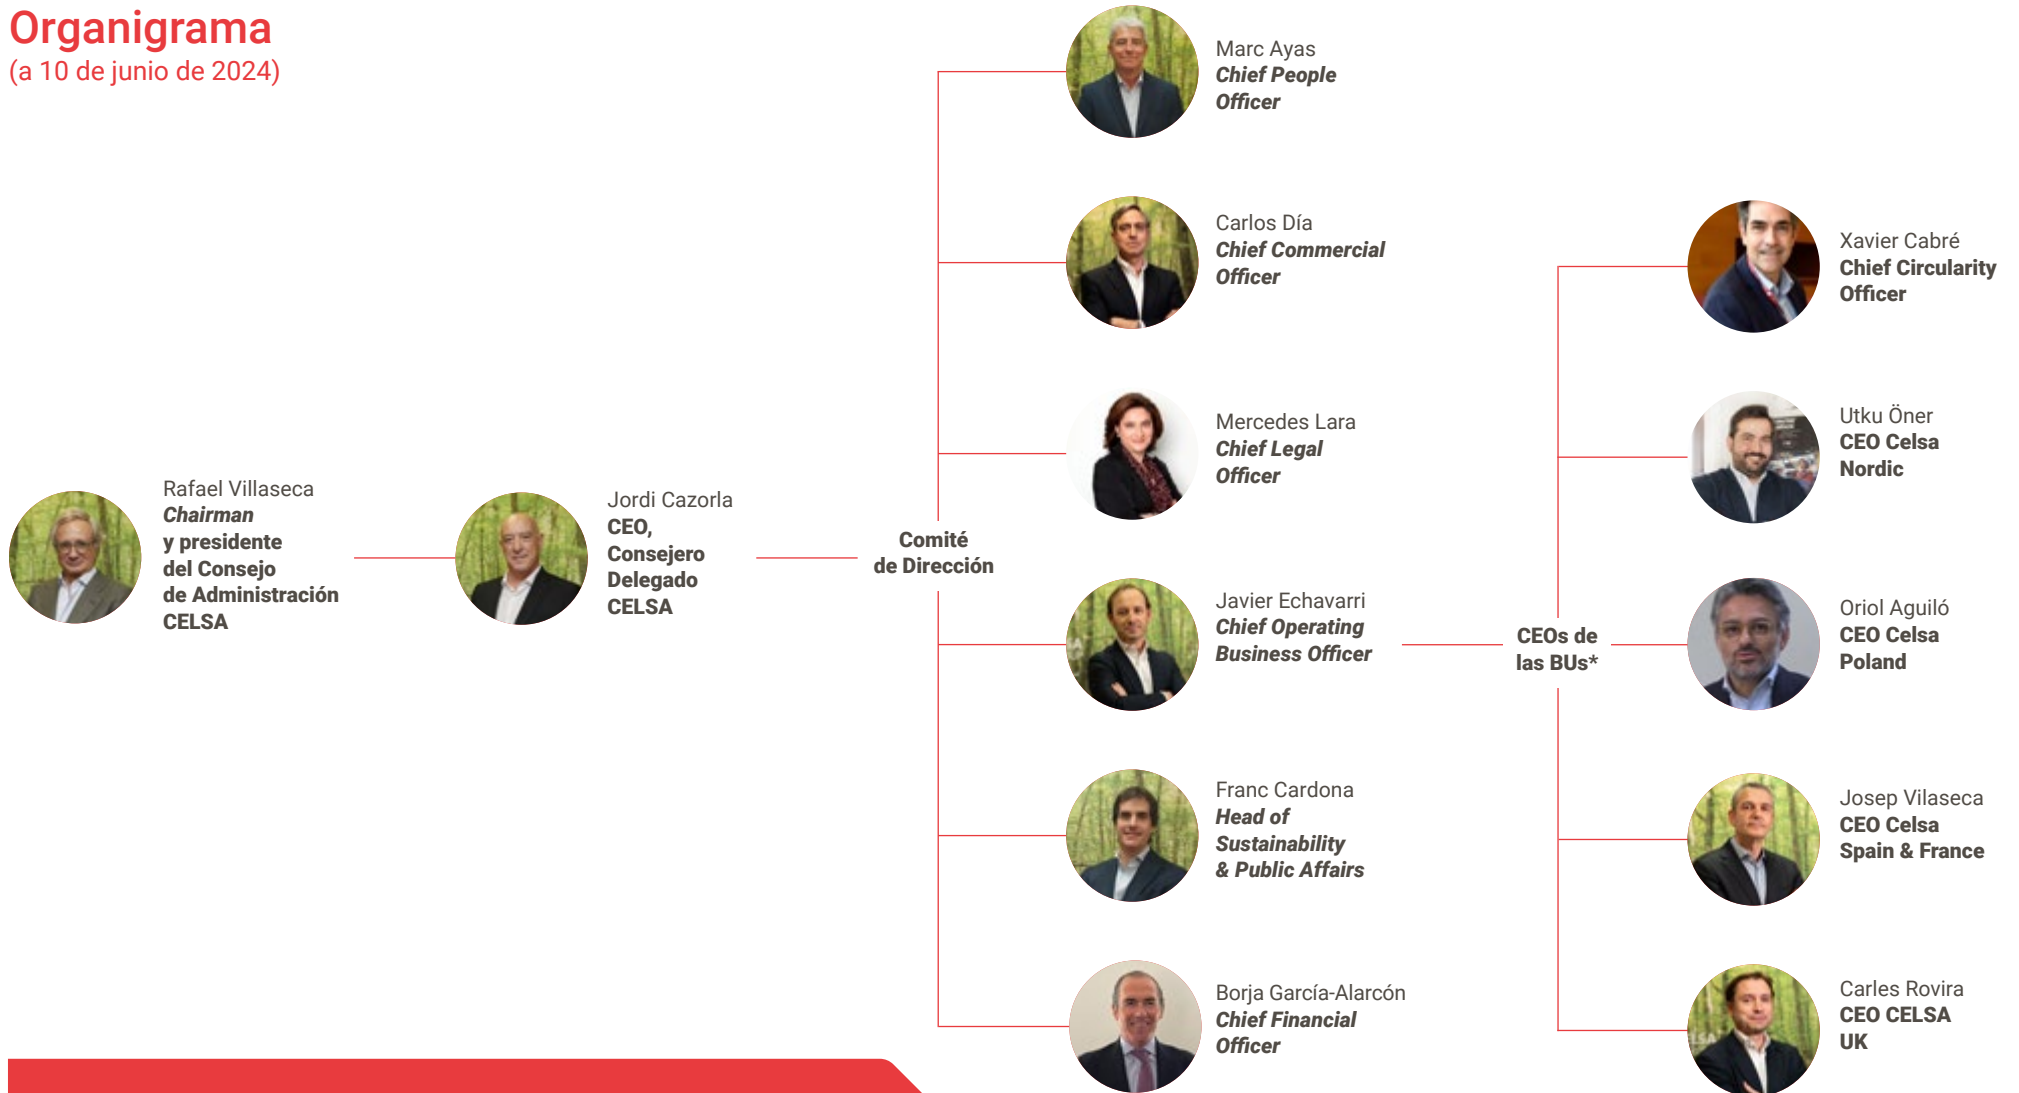 Organigrama
(a 10 de junio de 2024)
Rafael Villaseca
Chairman
y presidente
del Consejo
de Administración
CELSA
Jordi Cazorla
CEO,
Consejero
Delegado
CELSA
Comité
de Dirección
Marc Ayas
Chief People
Officer
Carlos Día
Chief Commercial
Officer
Mercedes Lara
Chief Legal
Officer
Javier Echavarri
Chief Operating
Business Officer
Franc Cardona
Head of
Sustainability
& Public Affairs
Borja García-Alarcón
Chief Financial
Officer
CEOs de
las BUs*
Xavier Cabré
Chief Circularity
Officer
Utku Öner
CEO Celsa
Nordic
Oriol Aguiló
CEO Celsa
Poland
Josep Vilaseca
CEO Celsa
Spain & France
Carles Rovira
CEO CELSA
UK